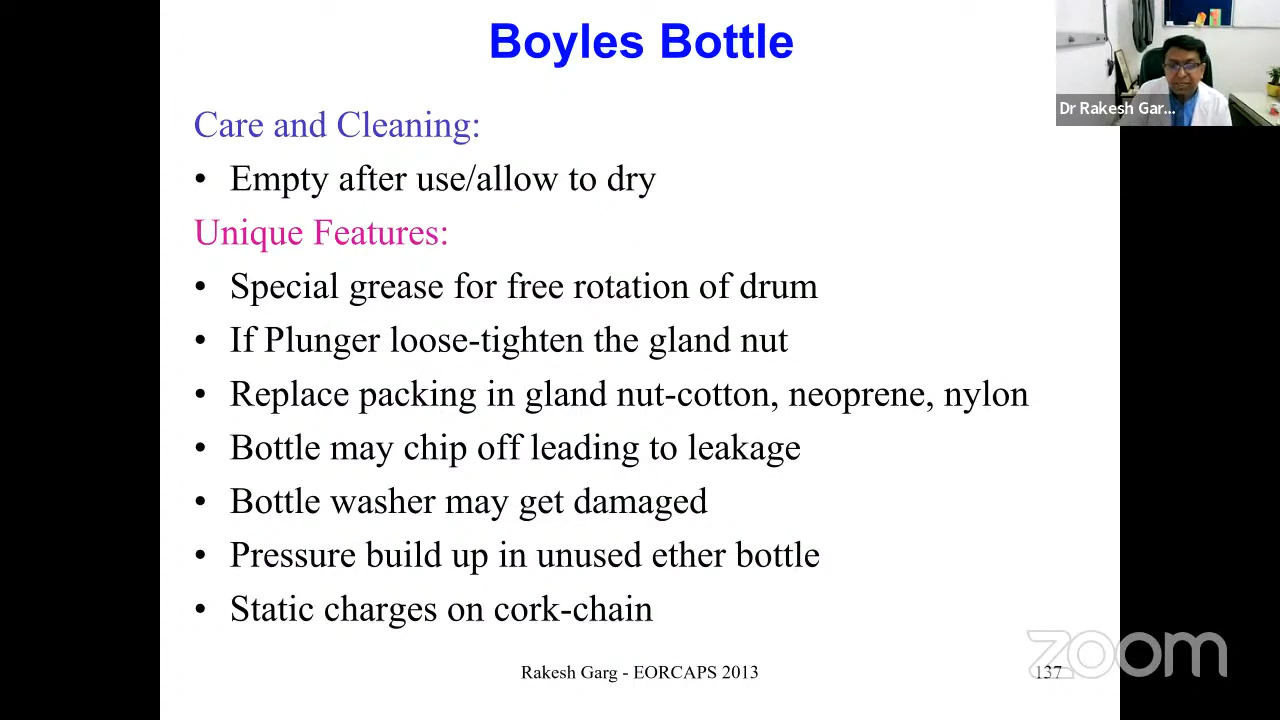 Boyles Bottle
Dr Rakesh Gar...
Care and Cleaning:
• Empty after use/allow to dry
Unique Features:
• Special grease for free rotation of drum
• If Plunger loose-tighten the gland nut
• Replace packing in gland nut-cotton, neoprene, nylon
• Bottle may chip off leading to leakage
• Bottle washer may get damaged
• Pressure build up in unused ether bottle
• Static charges on cork-chain
Rakesh Garg - EORCAPS 2013
137
zoom